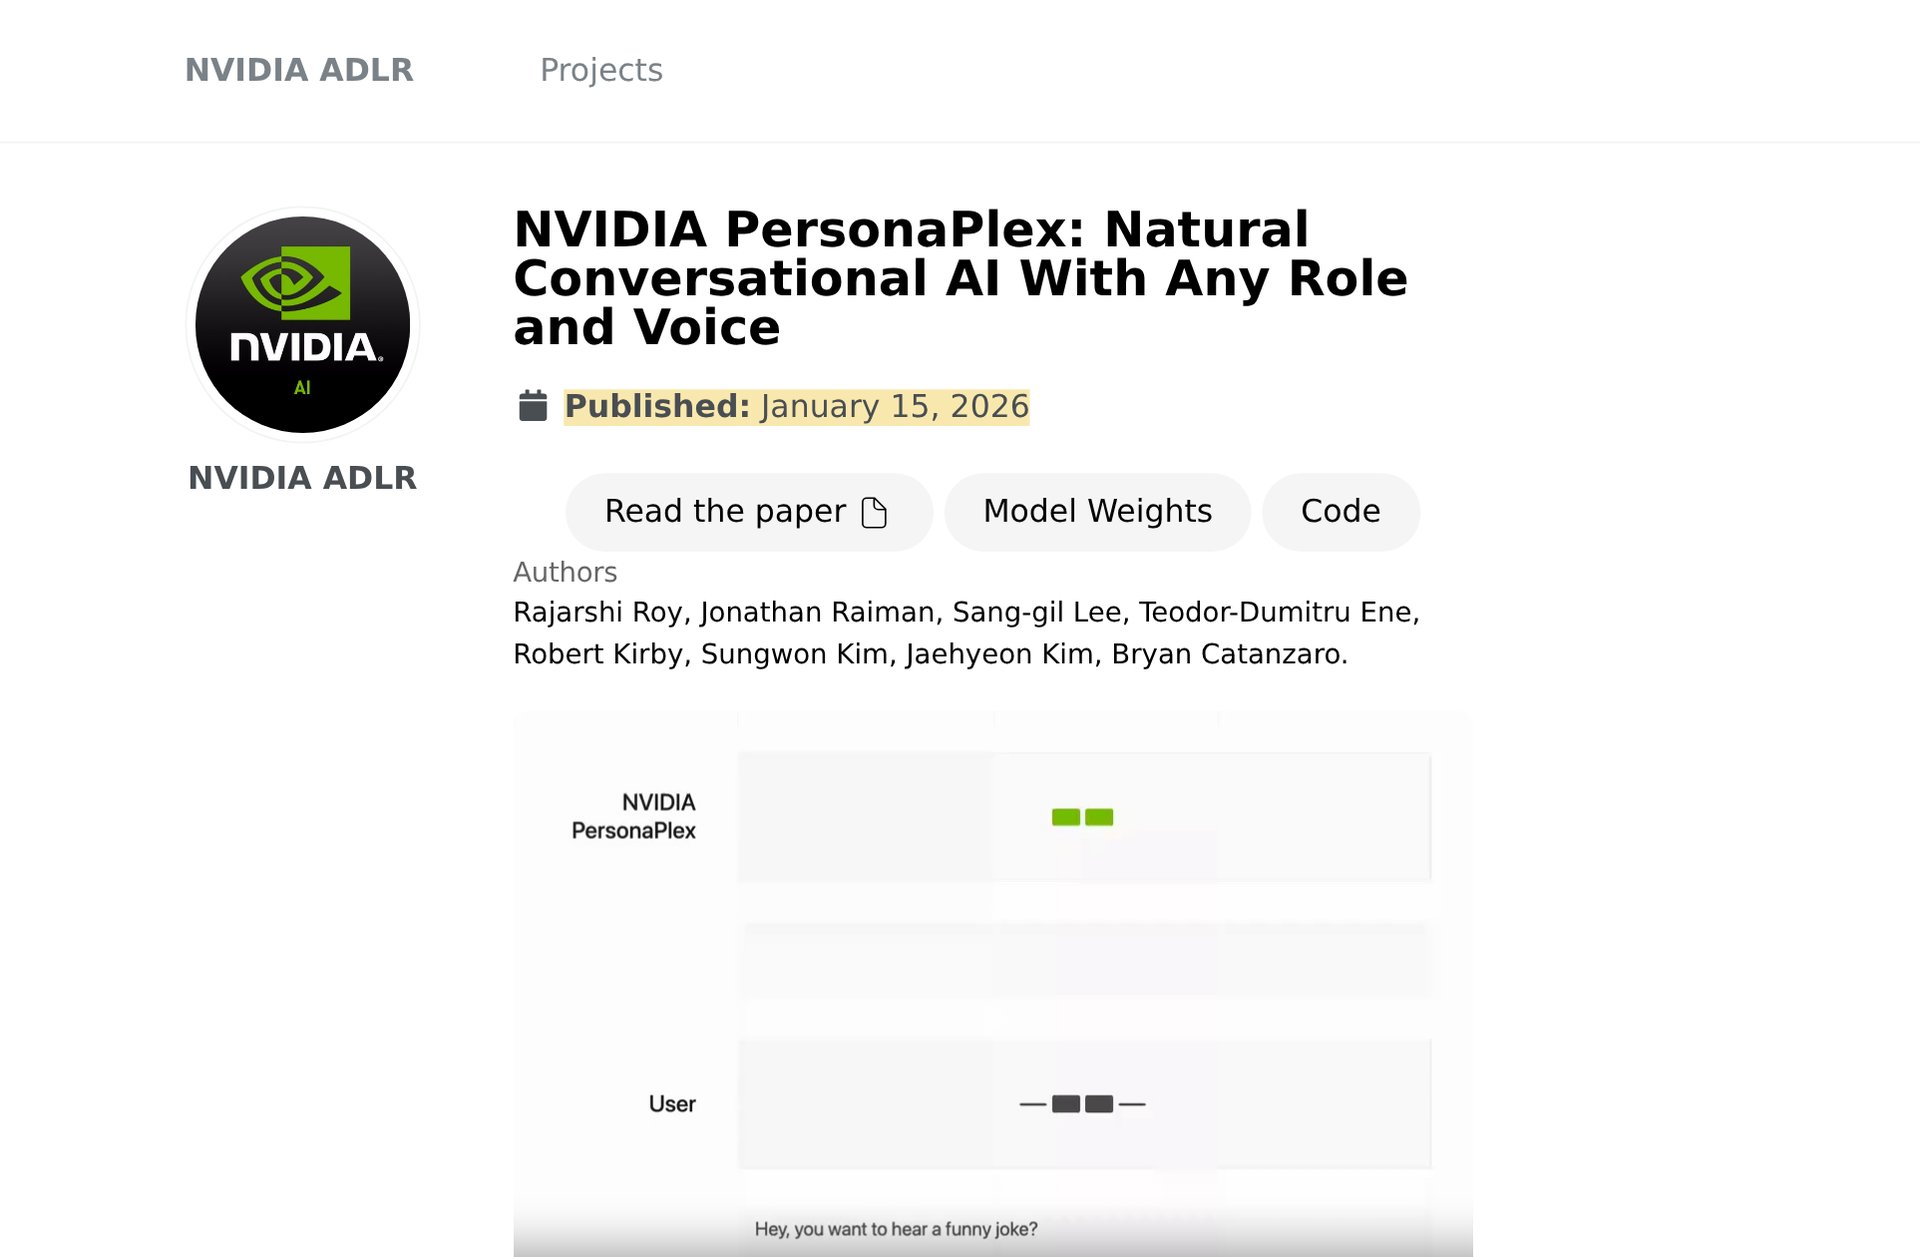 NVIDIA ADLR
Projects
NVIDIA®
AI
NVIDIA ADLR
NVIDIA PersonaPlex: Natural
Conversational AI With Any Role
and Voice
Published: January 15, 2026
Read the paper
Model Weights
Code
Authors
Rajarshi Roy, Jonathan Raiman, Sang-gil Lee, Teodor-Dumitru Ene,
Robert Kirby, Sungwon Kim, Jaehyeon Kim, Bryan Catanzaro.
NVIDIA
PersonaPlex
User
Hey, you want to hear a funny joke?